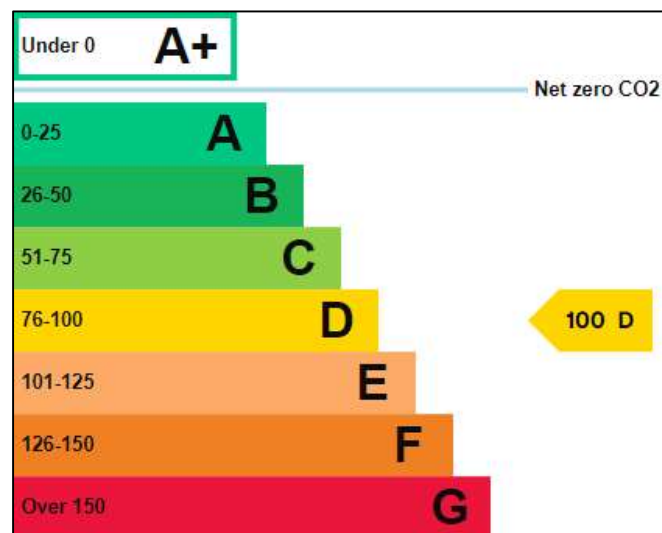 Under 0 A+
Net zero CO2
0-25 A
26-50 B
51-75 C
76-100 D
100 D
101-125 E
126-150 F
Over 150 G